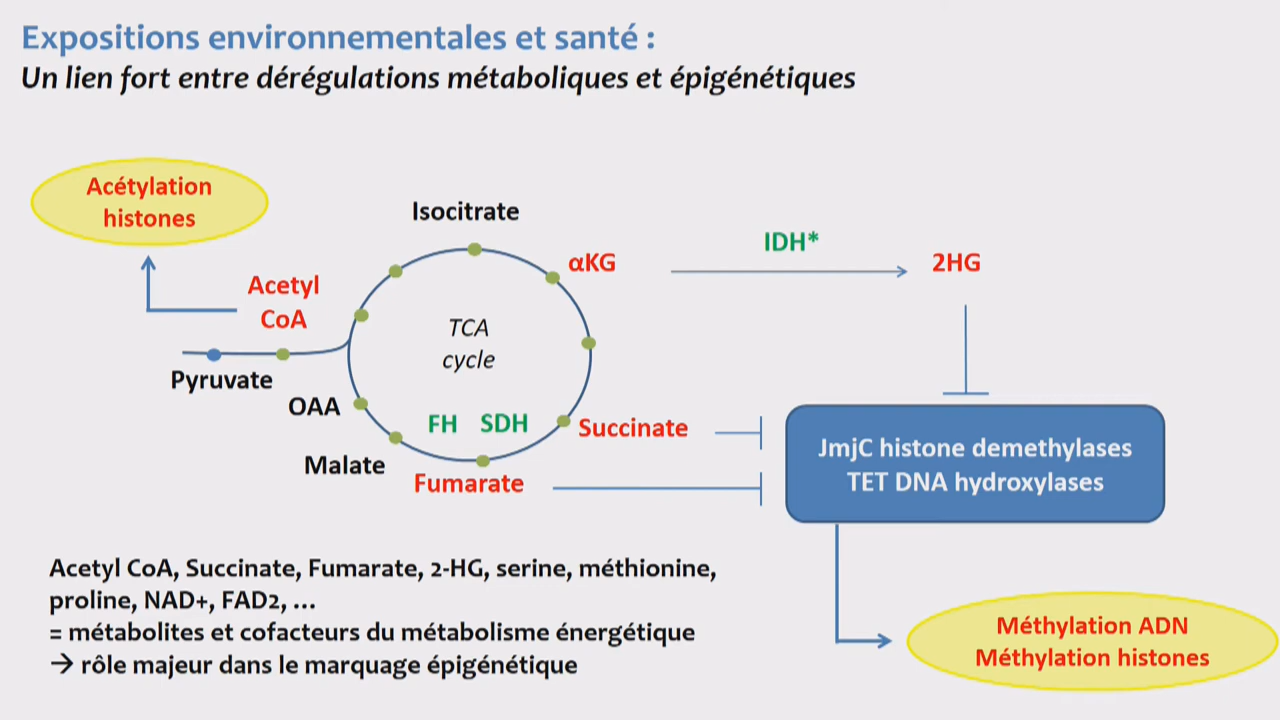 Expositions environnementales et santé :
Un lien fort entre dérégulations métaboliques et épigénétiques
Acétylation
histones
Isocitrate
αKG
IDH*
2HG
Acetyl
CoA
TCA
cycle
Pyruvate
OAA
FH SDH
Succinate
Malate
Fumarate
JmjC histone demethylases
TET DNA hydroxylases
Acetyl CoA, Succinate, Fumarate, 2-HG, serine, méthionine,
proline, NAD+, FAD2, ...
= métabolites et cofacteurs du métabolisme énergétique
→ rôle majeur dans le marquage épigénétique
Méthylation ADN
Méthylation histones